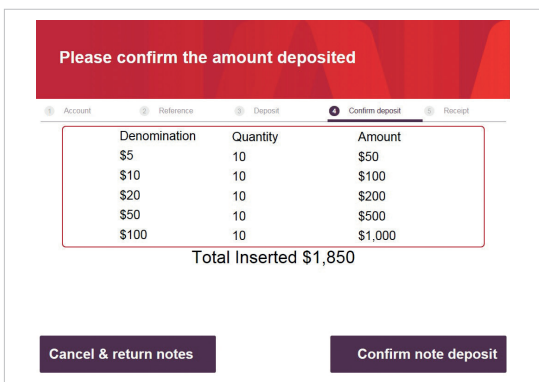 Please confirm the amount deposited
1 Account 2 Reference 3 Deposit 4 Confirm deposit 5 Receipt
Denomination Quantity Amount
$5 10 $50
$10 10 $100
$20 10 $200
$50 10 $500
$100 10 $1,000
Total Inserted $1,850
Cancel & return notes Confirm note deposit